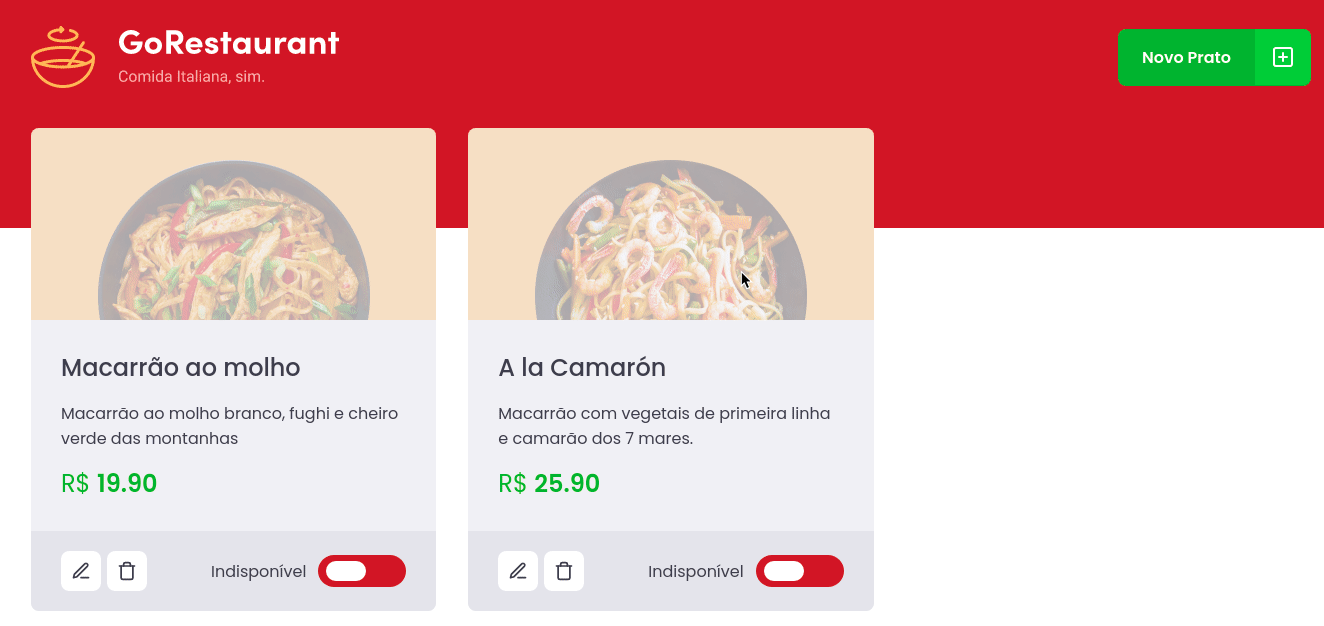 GoRestaurant
Comida Italiana, sim.
Novo Prato
Macarrão ao molho
Macarrão ao molho branco, fughi e cheiro
verde das montanhas
R$ 19.90
Indisponível
A la Camarón
Macarrão com vegetais de primeira linha
e camarão dos 7 mares.
R$ 25.90
Indisponível